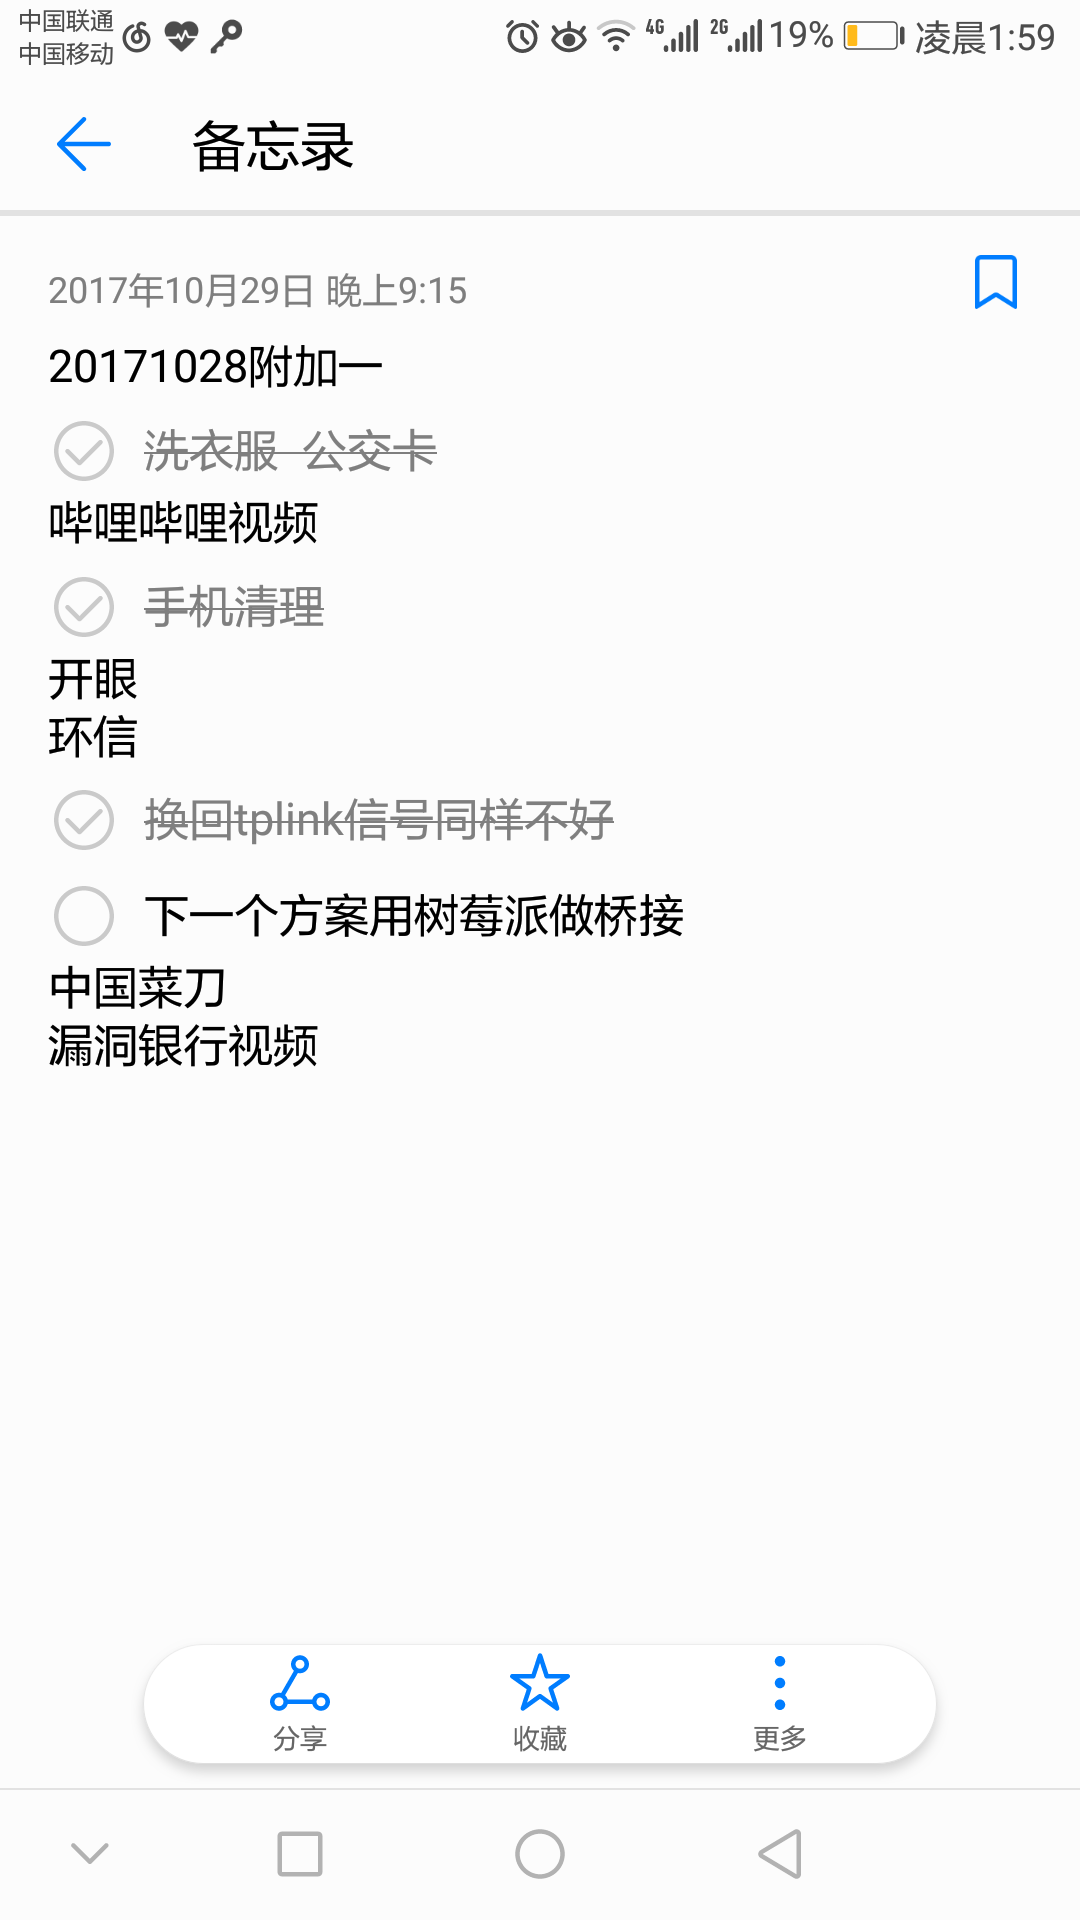 中国联通
中国移动
4G 2G 19% 凌晨1:59
备忘录
2017年10月29日 晚上9:15
20171028附加一
洗衣服 公交卡
哔哩哔哩视频
手机清理
开眼
环信
换回tplink信号同样不好
下一个方案用树莓派做桥接
中国菜刀
漏洞银行视频
分享 收藏 更多